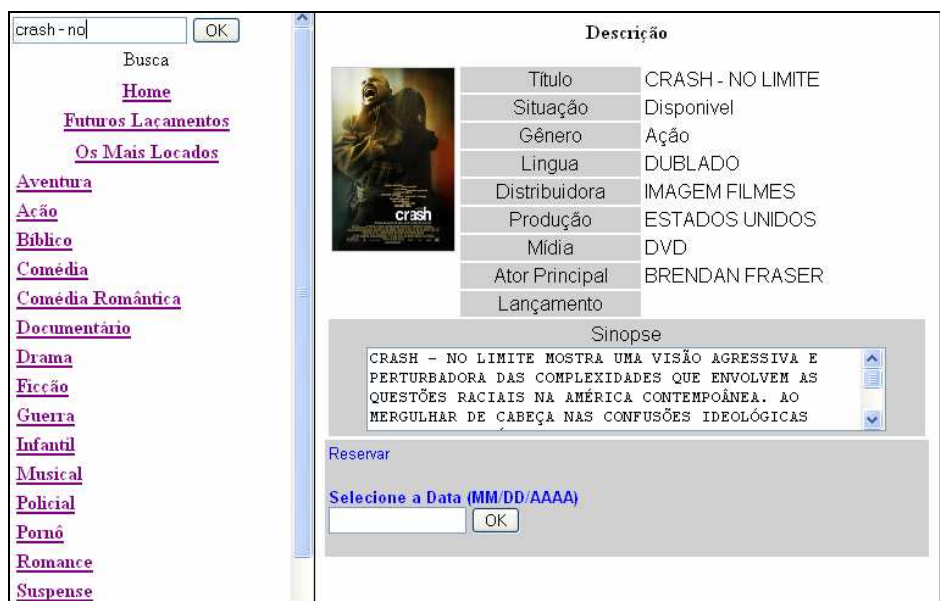 crash - no
OK
Busca
Home
Futuros Laçamentos
Os Mais Locados
Aventura
Ação
Bíblico
Comédia
Comédia Romântica
Documentário
Drama
Ficção
Guerra
Infantil
Musical
Policial
Pornô
Romance
Suspense
Descrição
crash
Título CRASH - NO LIMITE
Situação Disponivel
Gênero Ação
Lingua DUBLADO
Distribuidora IMAGEM FILMES
Produção ESTADOS UNIDOS
Mídia DVD
Ator Principal BRENDAN FRASER
Lançamento
Sinopse
CRASH - NO LIMITE MOSTRA UMA VISÃO AGRESSIVA E
PERTURBADORA DAS COMPLEXIDADES QUE ENVOLVEM AS
QUESTÕES RACIAIS NA AMÉRICA CONTEMPOÂNEA. AO
MERGULHAR DE CABEÇA NAS CONFUSÕES IDEOLÓGICAS
Reservar
Selecione a Data (MM/DD/AAAA)
OK